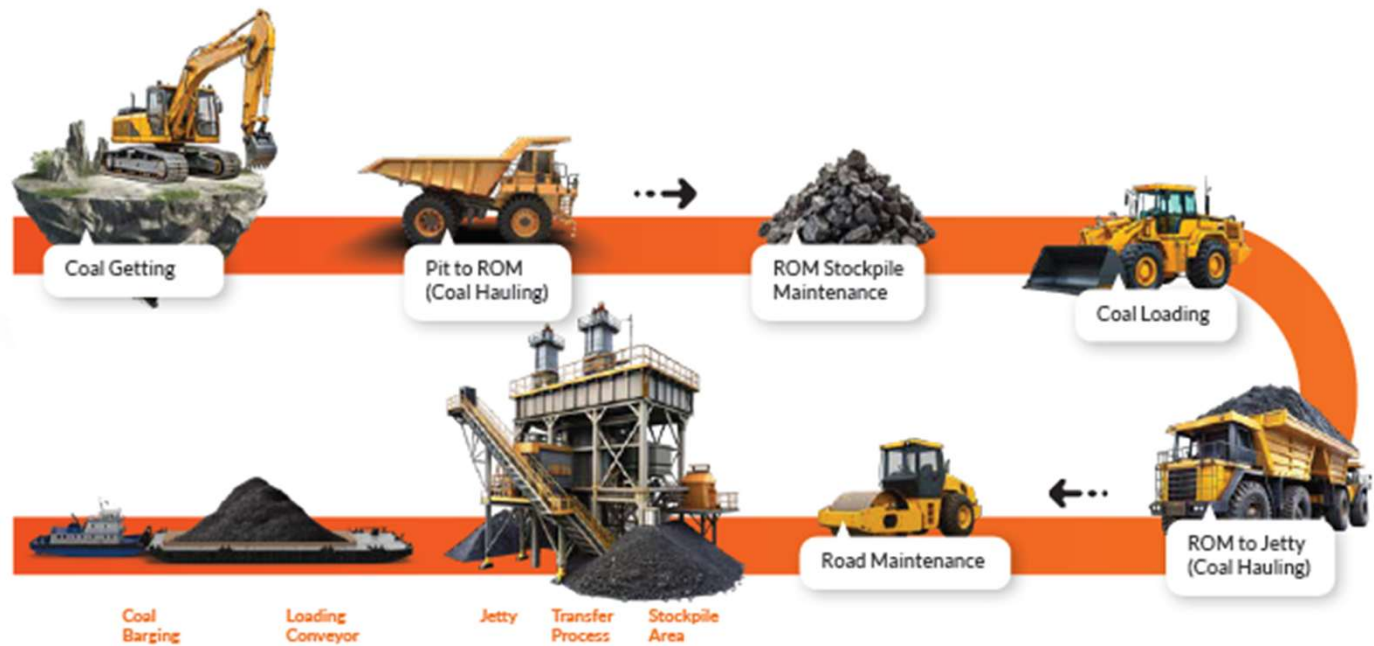 Coal Getting
Pit to ROM
(Coal Hauling)
ROM Stockpile
Maintenance
Coal Loading
ROM to Jetty
(Coal Hauling)
Road Maintenance
Coal
Barging
Loading
Conveyor
Jetty
Transfer
Process
Stockpile
Area